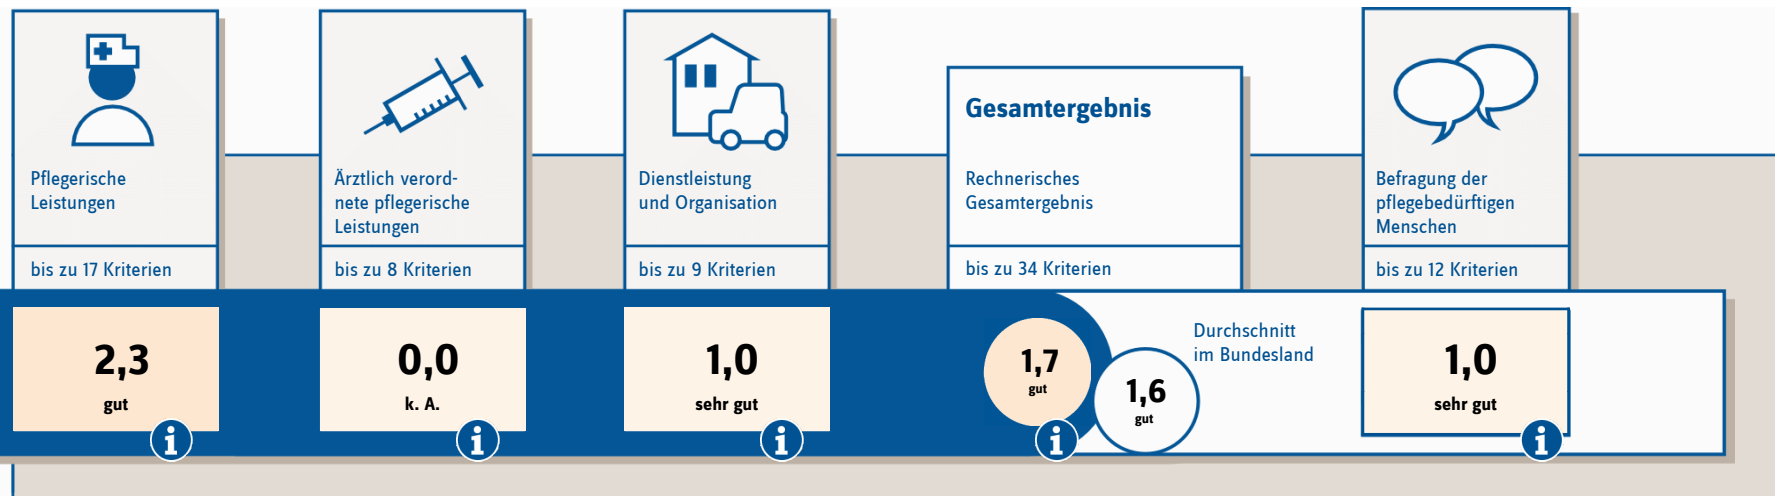 Pflegerische
Leistungen
bis zu 17 Kriterien
2,3
gut
Ärztlich verord-
nete pflegerische
Leistungen
bis zu 8 Kriterien
0,0
k. A.
Dienstleistung
und Organisation
bis zu 9 Kriterien
1,0
sehr gut
Gesamtergebnis
Rechnerisches
Gesamtergebnis
bis zu 34 Kriterien
1,7
gut
1,6
gut
Durchschnitt
im Bundesland
Befragung der
pflegebedürftigen
Menschen
bis zu 12 Kriterien
1,0
sehr gut